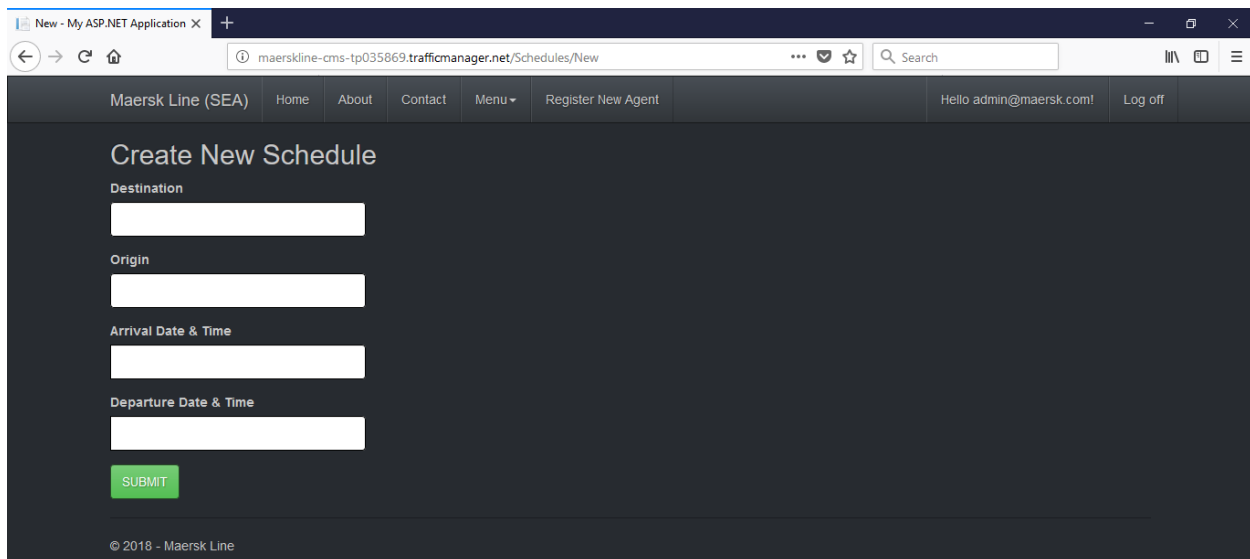 New - My ASP.NET Application
maerskline-cms-tp035869.trafficmanager.net/Schedules/New
Search
Maersk Line (SEA) Home About Contact Menu Register New Agent Hello admin@maersk.com! Log off
Create New Schedule
Destination
Origin
Arrival Date & Time
Departure Date & Time
SUBMIT
© 2018 - Maersk Line